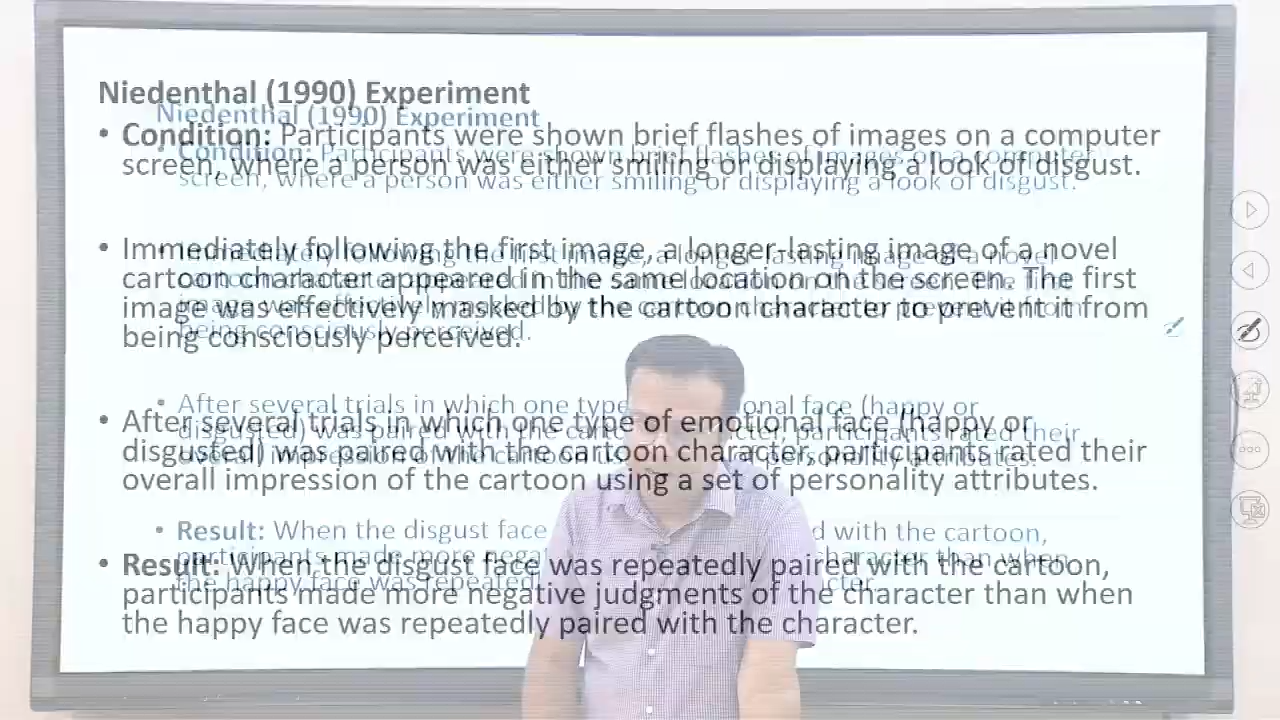 Niedenthal (1990) Experiment
• Condition: Participants were shown brief flashes of images on a computer
screen, where a person was either smiling or displaying a look of disgust.
• Immediately following the first image, a longer-lasting image of a novel
cartoon character appeared in the same location on the screen. The first
image was effectively masked by the cartoon character to prevent it from
being consciously perceived.
• After several trials in which one type of emotional face (happy or
disgusted) was paired with the cartoon character, participants rated their
overall impression of the cartoon using a set of personality attributes.
• Result: When the disgust face was repeatedly paired with the cartoon,
participants made more negative judgments of the character than when
the happy face was repeatedly paired with the character.